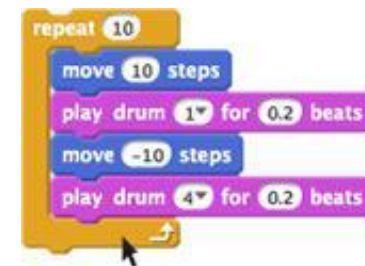 repeat 10
move 10 steps
play drum 1 for 0.2 beats
move -10 steps
play drum 4 for 0.2 beats